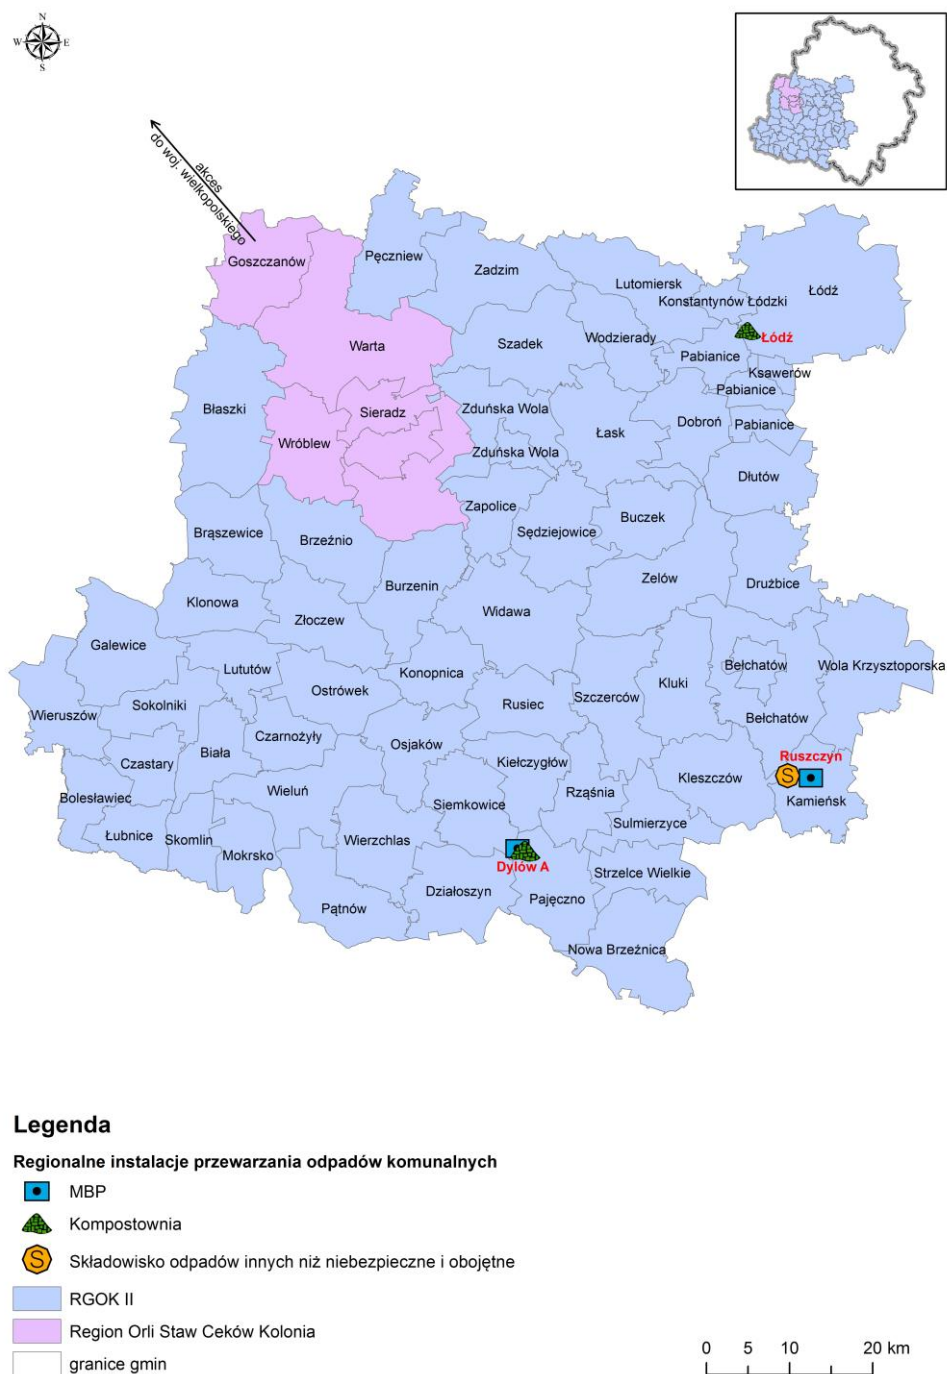 N
W E
S
akces
do woj. wielkopolskiego
Goszczanów
Pęczniew
Zadzim
Lutomiersk
Konstantynów Łódzki
Łódź
Warta
Szadek
Wodzierady
Łódź
Pabianice
Ksawerów
Pabianice
Błaszki
Sieradz
Zduńska Wola
Dobroń
Pabianice
Wróblew
Łask
Zduńska Wola
Dłutów
Zapolice
Buczek
Brąszewice
Brzeźnio
Sędziejowice
Burzenin
Zelów
Drużbice
Klonowa
Złoczew
Widawa
Galewice
Lututów
Konopnica
Bełchatów
Wola Krzysztoporska
Ostrówek
Kluki
Sokolniki
Rusiec
Szczerców
Wieruszów
Bełchatów
Czarnożyły
Osjaków
Biała
Ruszczyn
Czastary
Kiełczygłów
Bolesławiec
Wieluń
Rząśnia
Kleszczów
S
Kamieńsk
Siemkowice
Łubnice
Skomlin
Wierzchlas
Sulmierzyce
Mokrsko
Dylów A
Strzelce Wielkie
Działoszyn
Pajęczno
Pątnów
Nowa Brzeźnica
Legenda
Regionalne instalacje przewarzania odpadów komunalnych
MBP
Kompostownia
S Składowisko odpadów innych niż niebezpieczne i obojętne
RGOK II
Region Orli Staw Ceków Kolonia
granice gmin
0 5 10 20 km